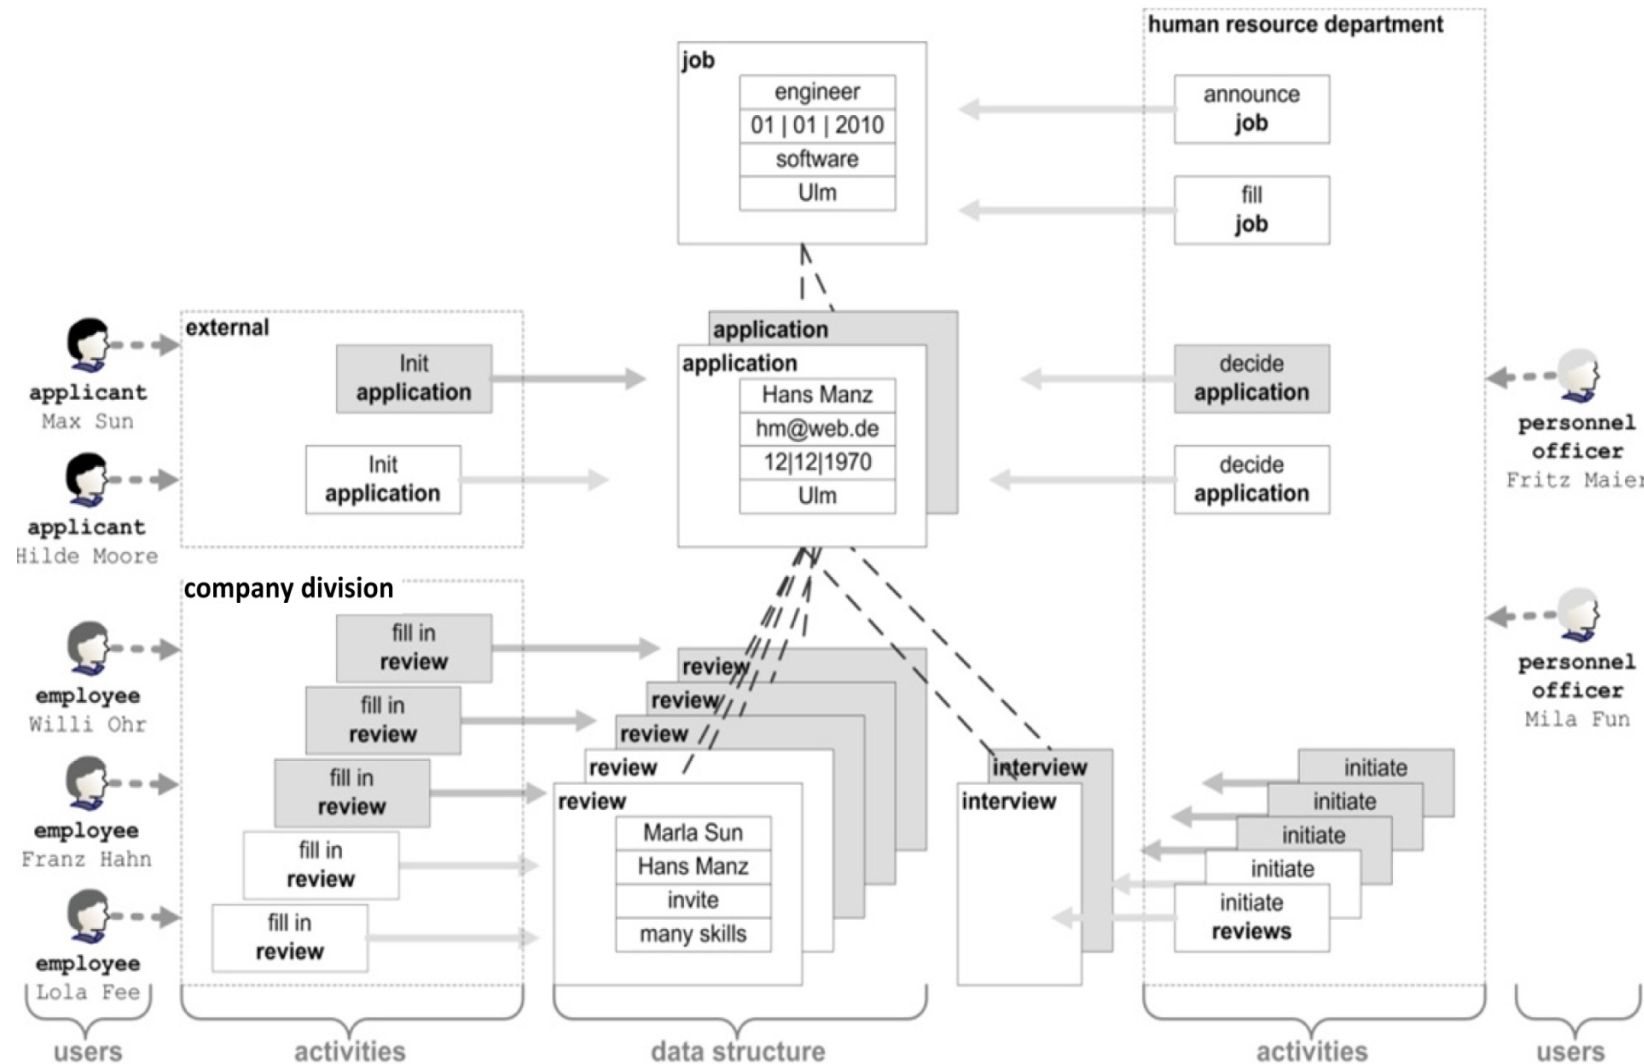 human resource department
job
engineer
01 | 01 | 2010
software
Ulm
announce
job
fill
job
external
Init
application
Init
application
applicant
Max Sun
applicant
Hilde Moore
application
application
Hans Manz
hm@web.de
12|12|1970
Ulm
decide
application
decide
application
personnel
officer
Fritz Maier
personnel
officer
Mila Fun
company division
fill in
review
fill in
review
fill in
review
fill in
review
fill in
review
employee
Willi Ohr
employee
Franz Hahn
employee
Lola Fee
review
review
review
review
review
Marla Sun
Hans Manz
invite
many skills
interview
interview
initiate
initiate
initiate
initiate
initiate
reviews
users
activities
data structure
activities
users